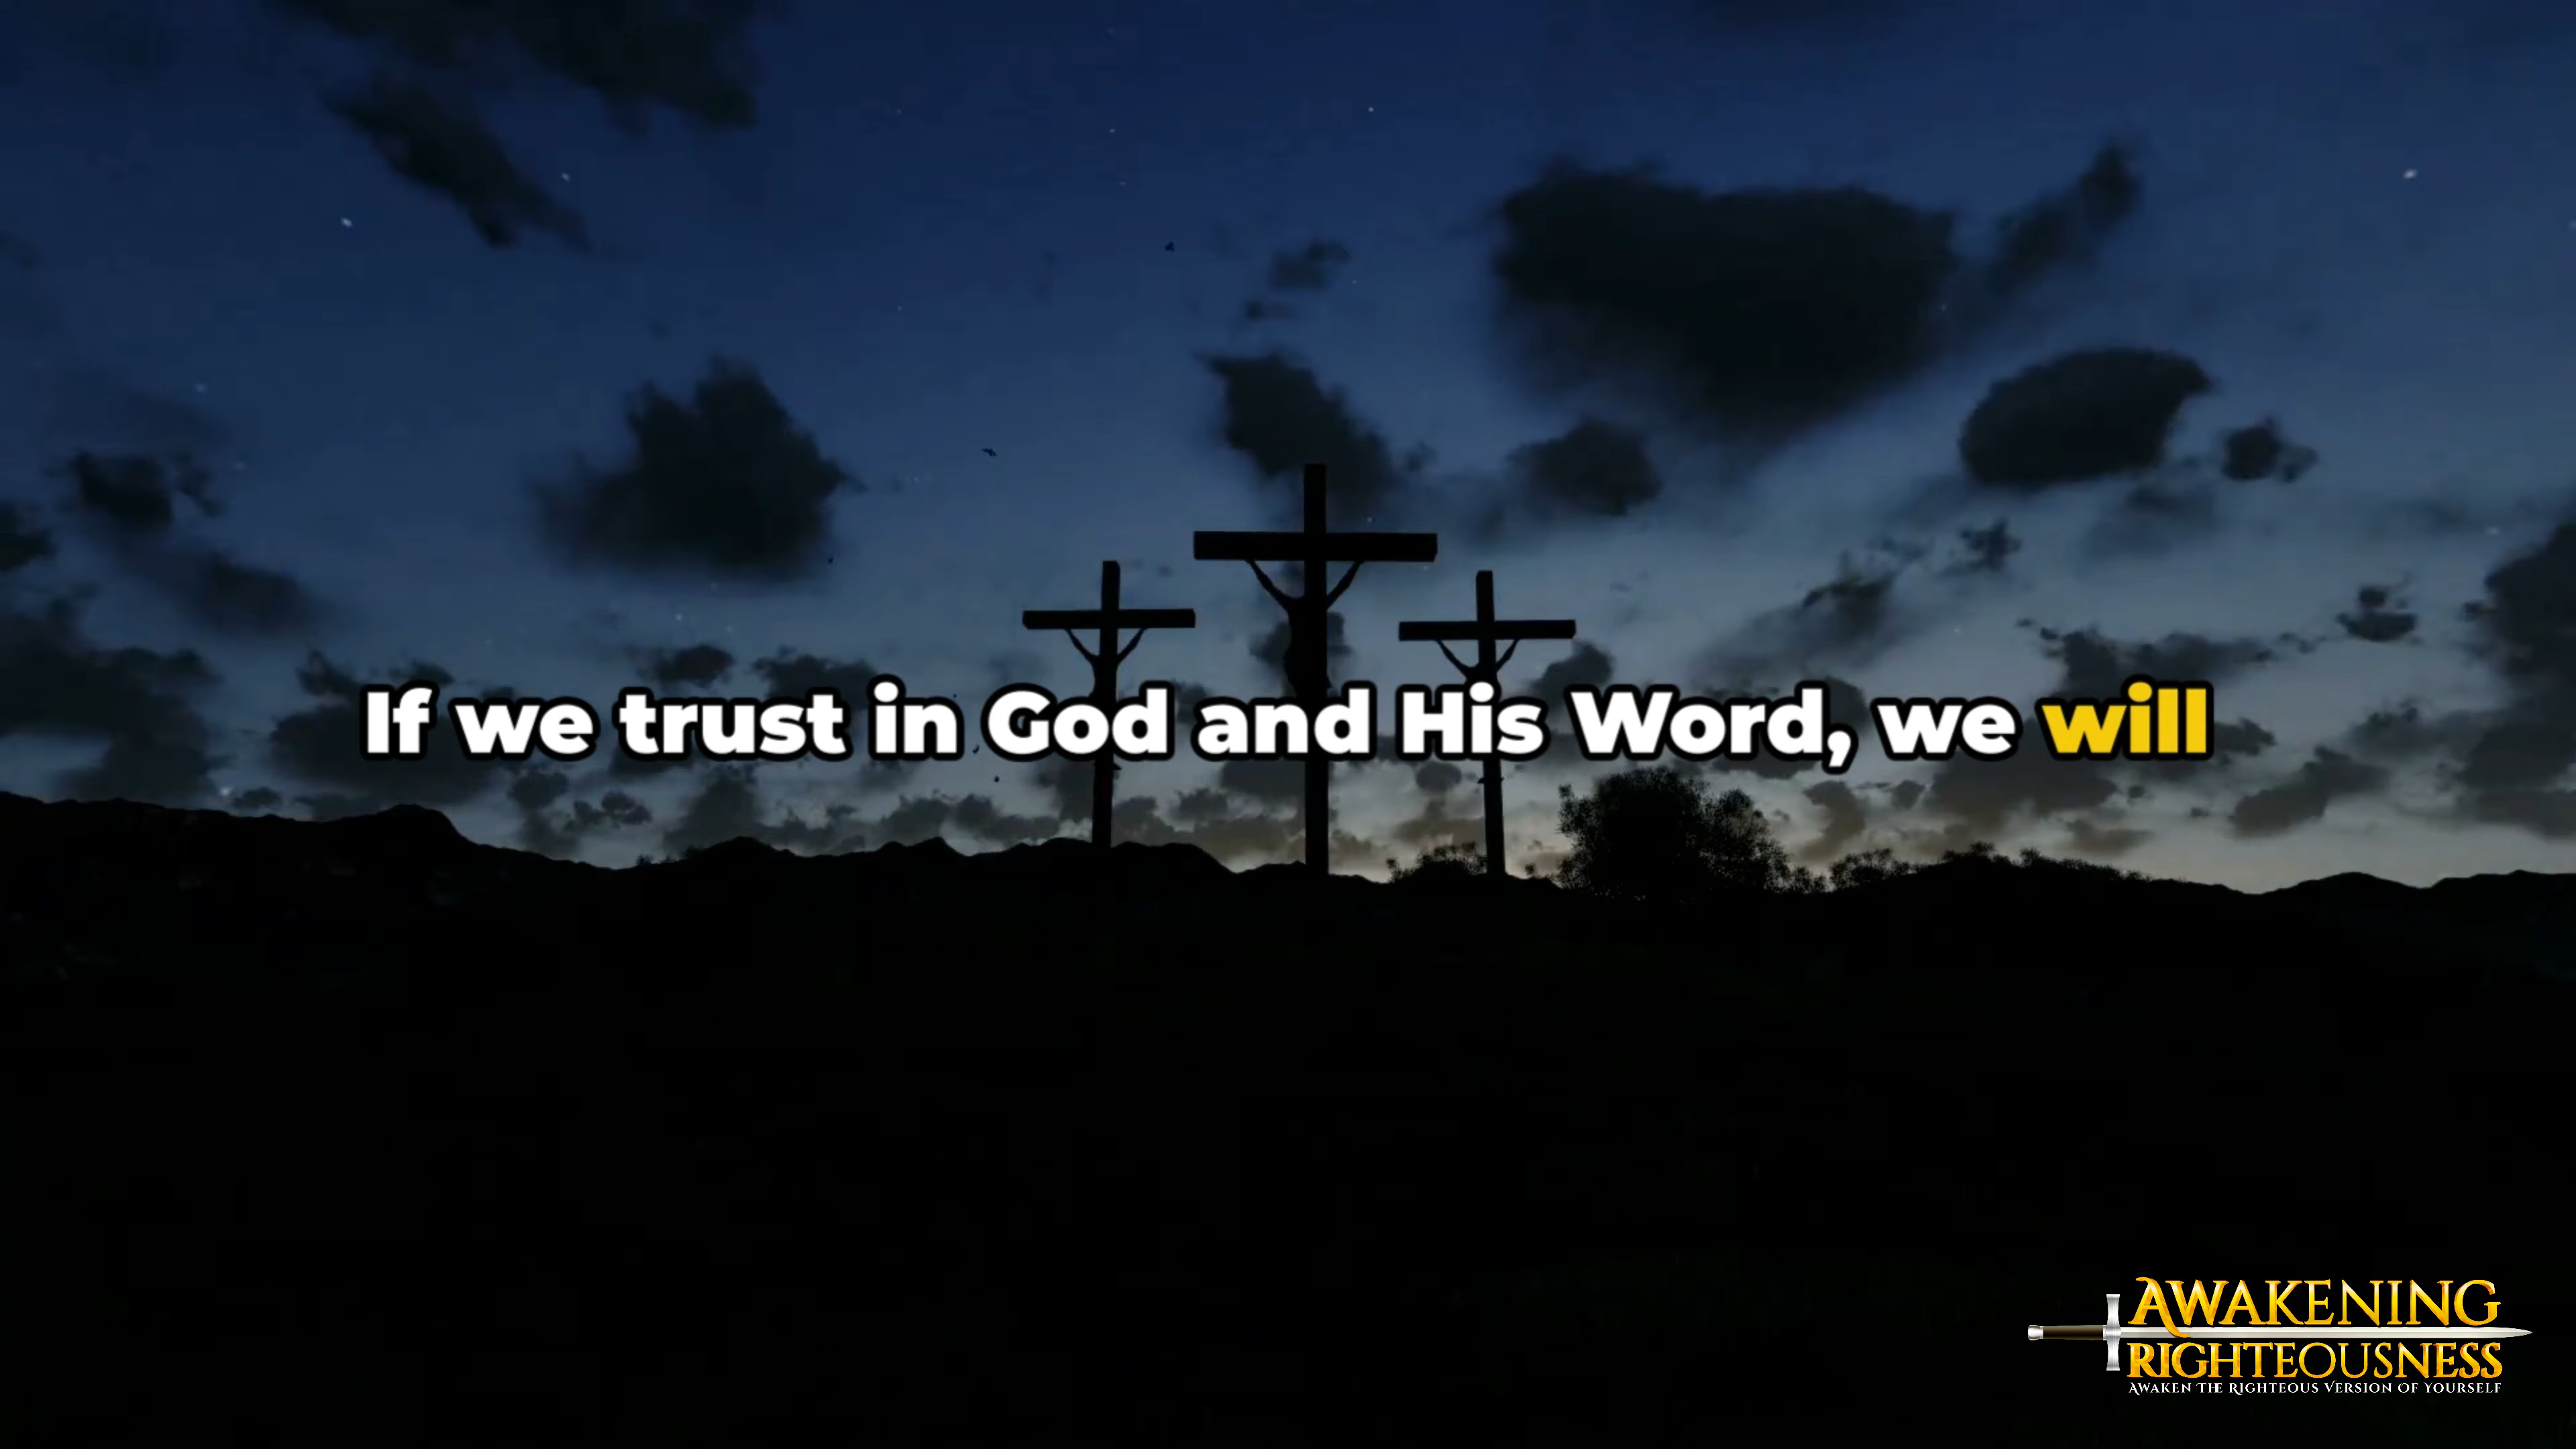 If we trust in God and His Word, we will
AWAKENING
RIGHTEOUSNESS
AWAKEN THE RIGHTEOUS VERSION OF YOURSELF